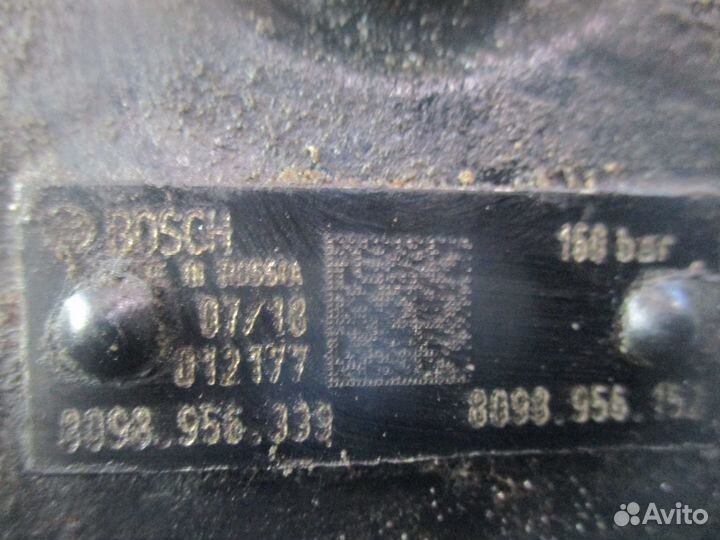 BOSCH
160 bar
IN RUSSIA
07/18
012177
8098.956.339
8098.956.15
Avito